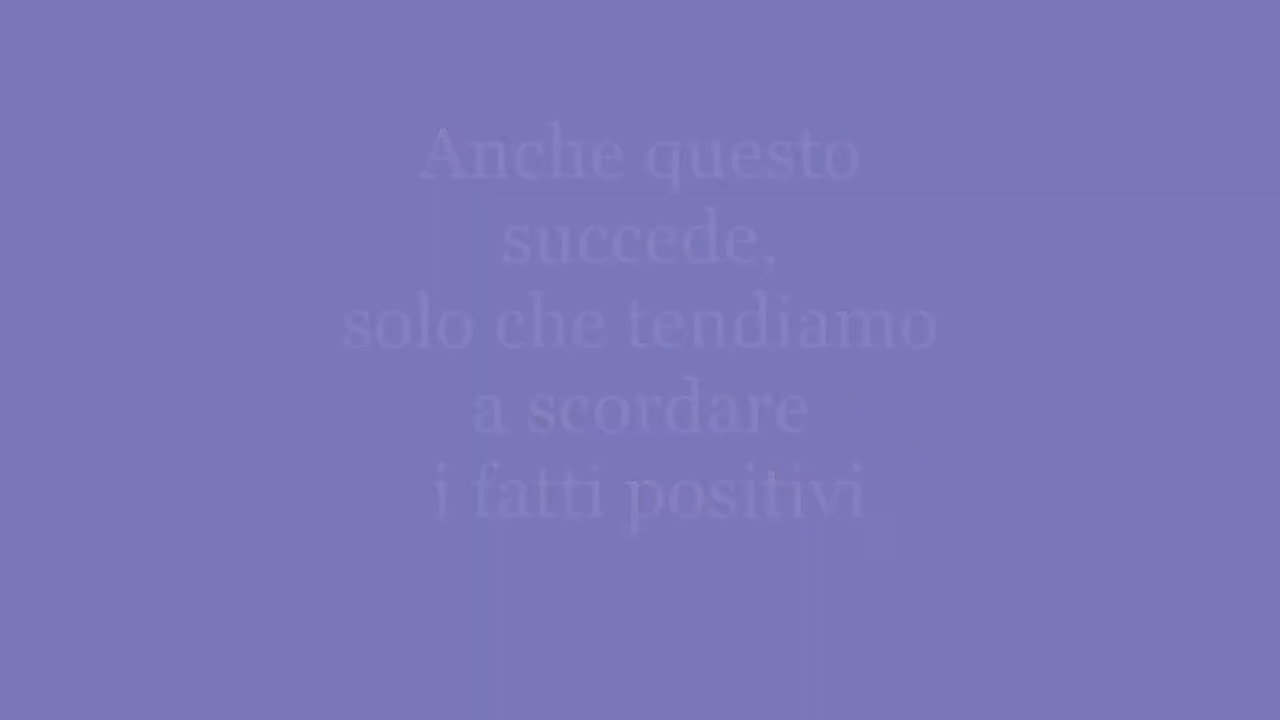 Anche questo
succede,
solo che tendiamo
a scordare
i fatti positivi